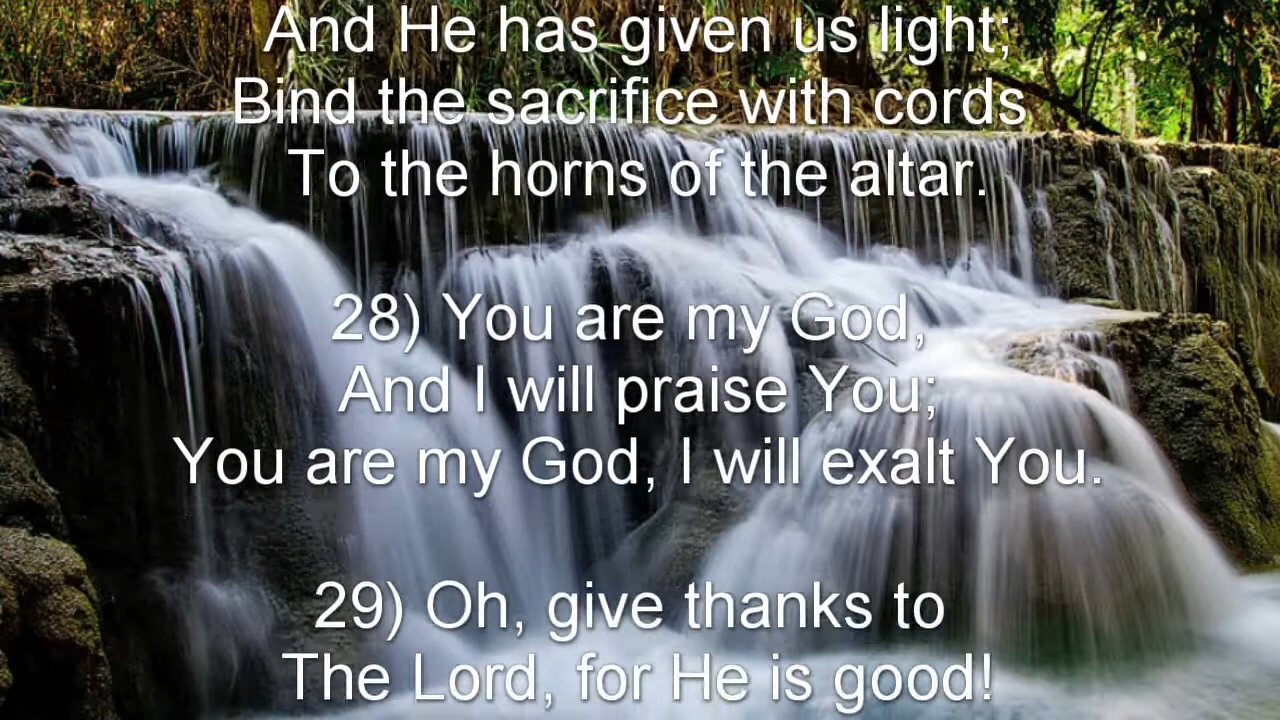 And He has given us light;
Bind the sacrifice with cords
To the horns of the altar.
28) You are my God,
And I will praise You;
You are my God, I will exalt You.
29) Oh, give thanks to
The Lord, for He is good!